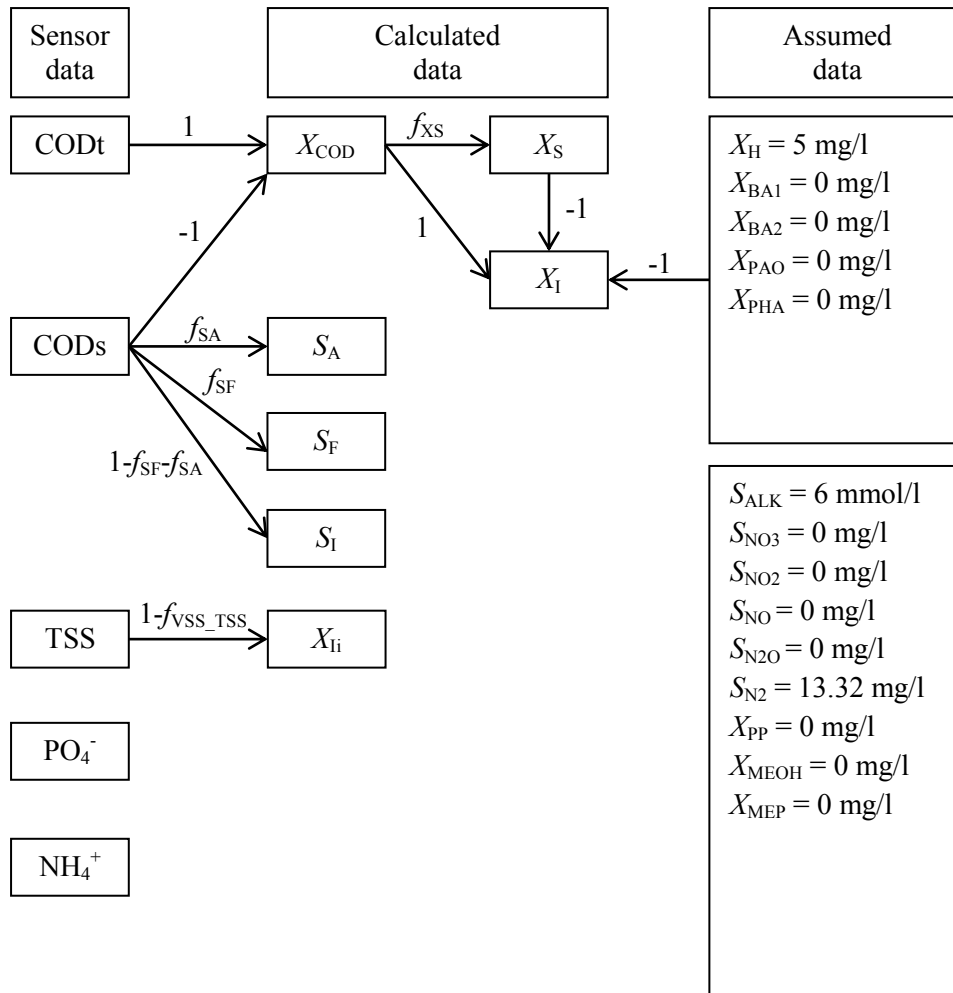 Sensor
data
Calculated
data
Assumed
data
CODt
1
X_COD
f_XS
X_S
-1
1
-1
X_I
-1
X_H = 5 mg/l
X_BA1 = 0 mg/l
X_BA2 = 0 mg/l
X_PAO = 0 mg/l
X_PHA = 0 mg/l
CODs
f_SA
S_A
f_SF
S_F
1-f_SF-f_SA
S_I
TSS
1-f_VSS_TSS
X_Ii
PO₄⁻
NH₄⁺
S_ALK = 6 mmol/l
S_NO3 = 0 mg/l
S_NO2 = 0 mg/l
S_NO = 0 mg/l
S_N2O = 0 mg/l
S_N2 = 13.32 mg/l
X_PP = 0 mg/l
X_MEOH = 0 mg/l
X_MEP = 0 mg/l